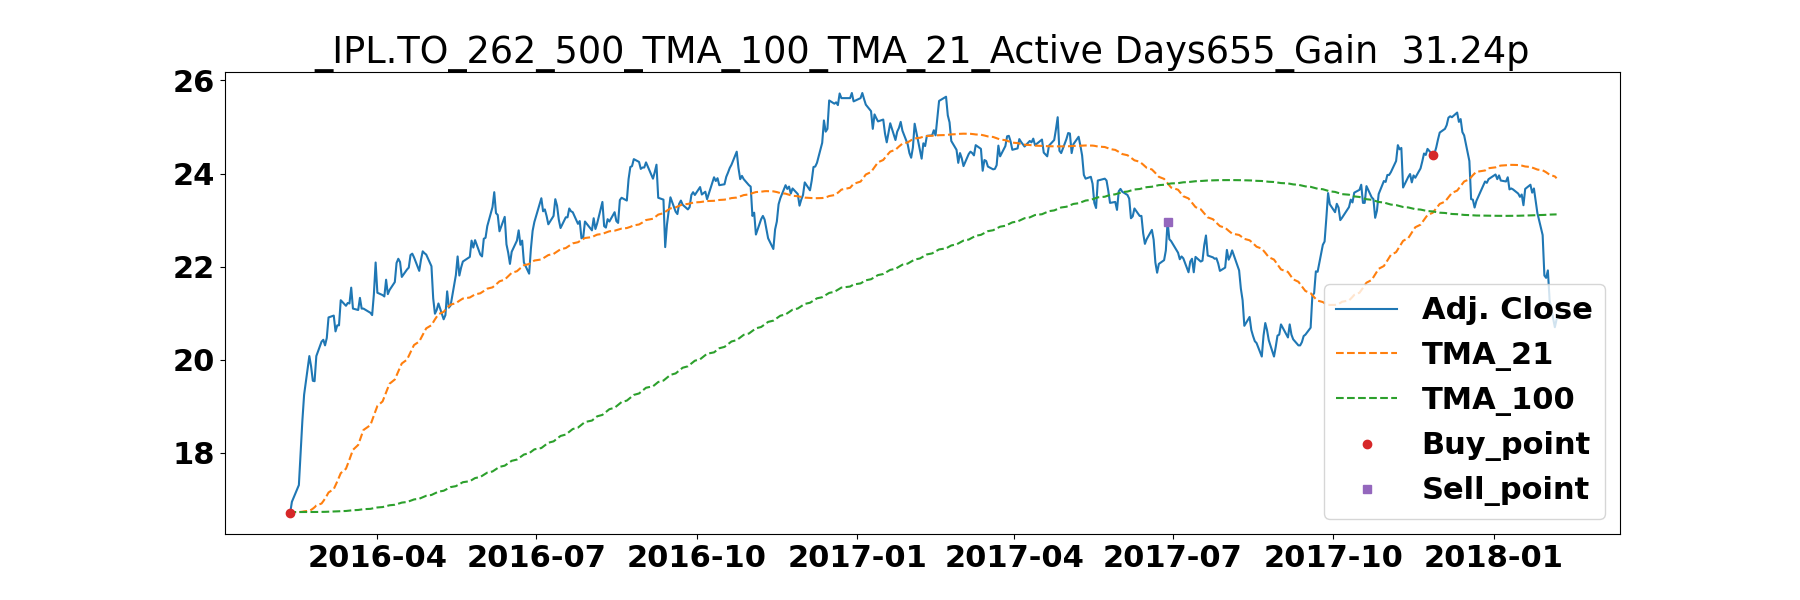 _IPL.TO_262_500_TMA_100_TMA_21_Active Days655_Gain  31.24p
26
24
22
20
18
Adj. Close
TMA_21
TMA_100
Buy_point
Sell_point
2016-04 2016-07 2016-10 2017-01 2017-04 2017-07 2017-10 2018-01